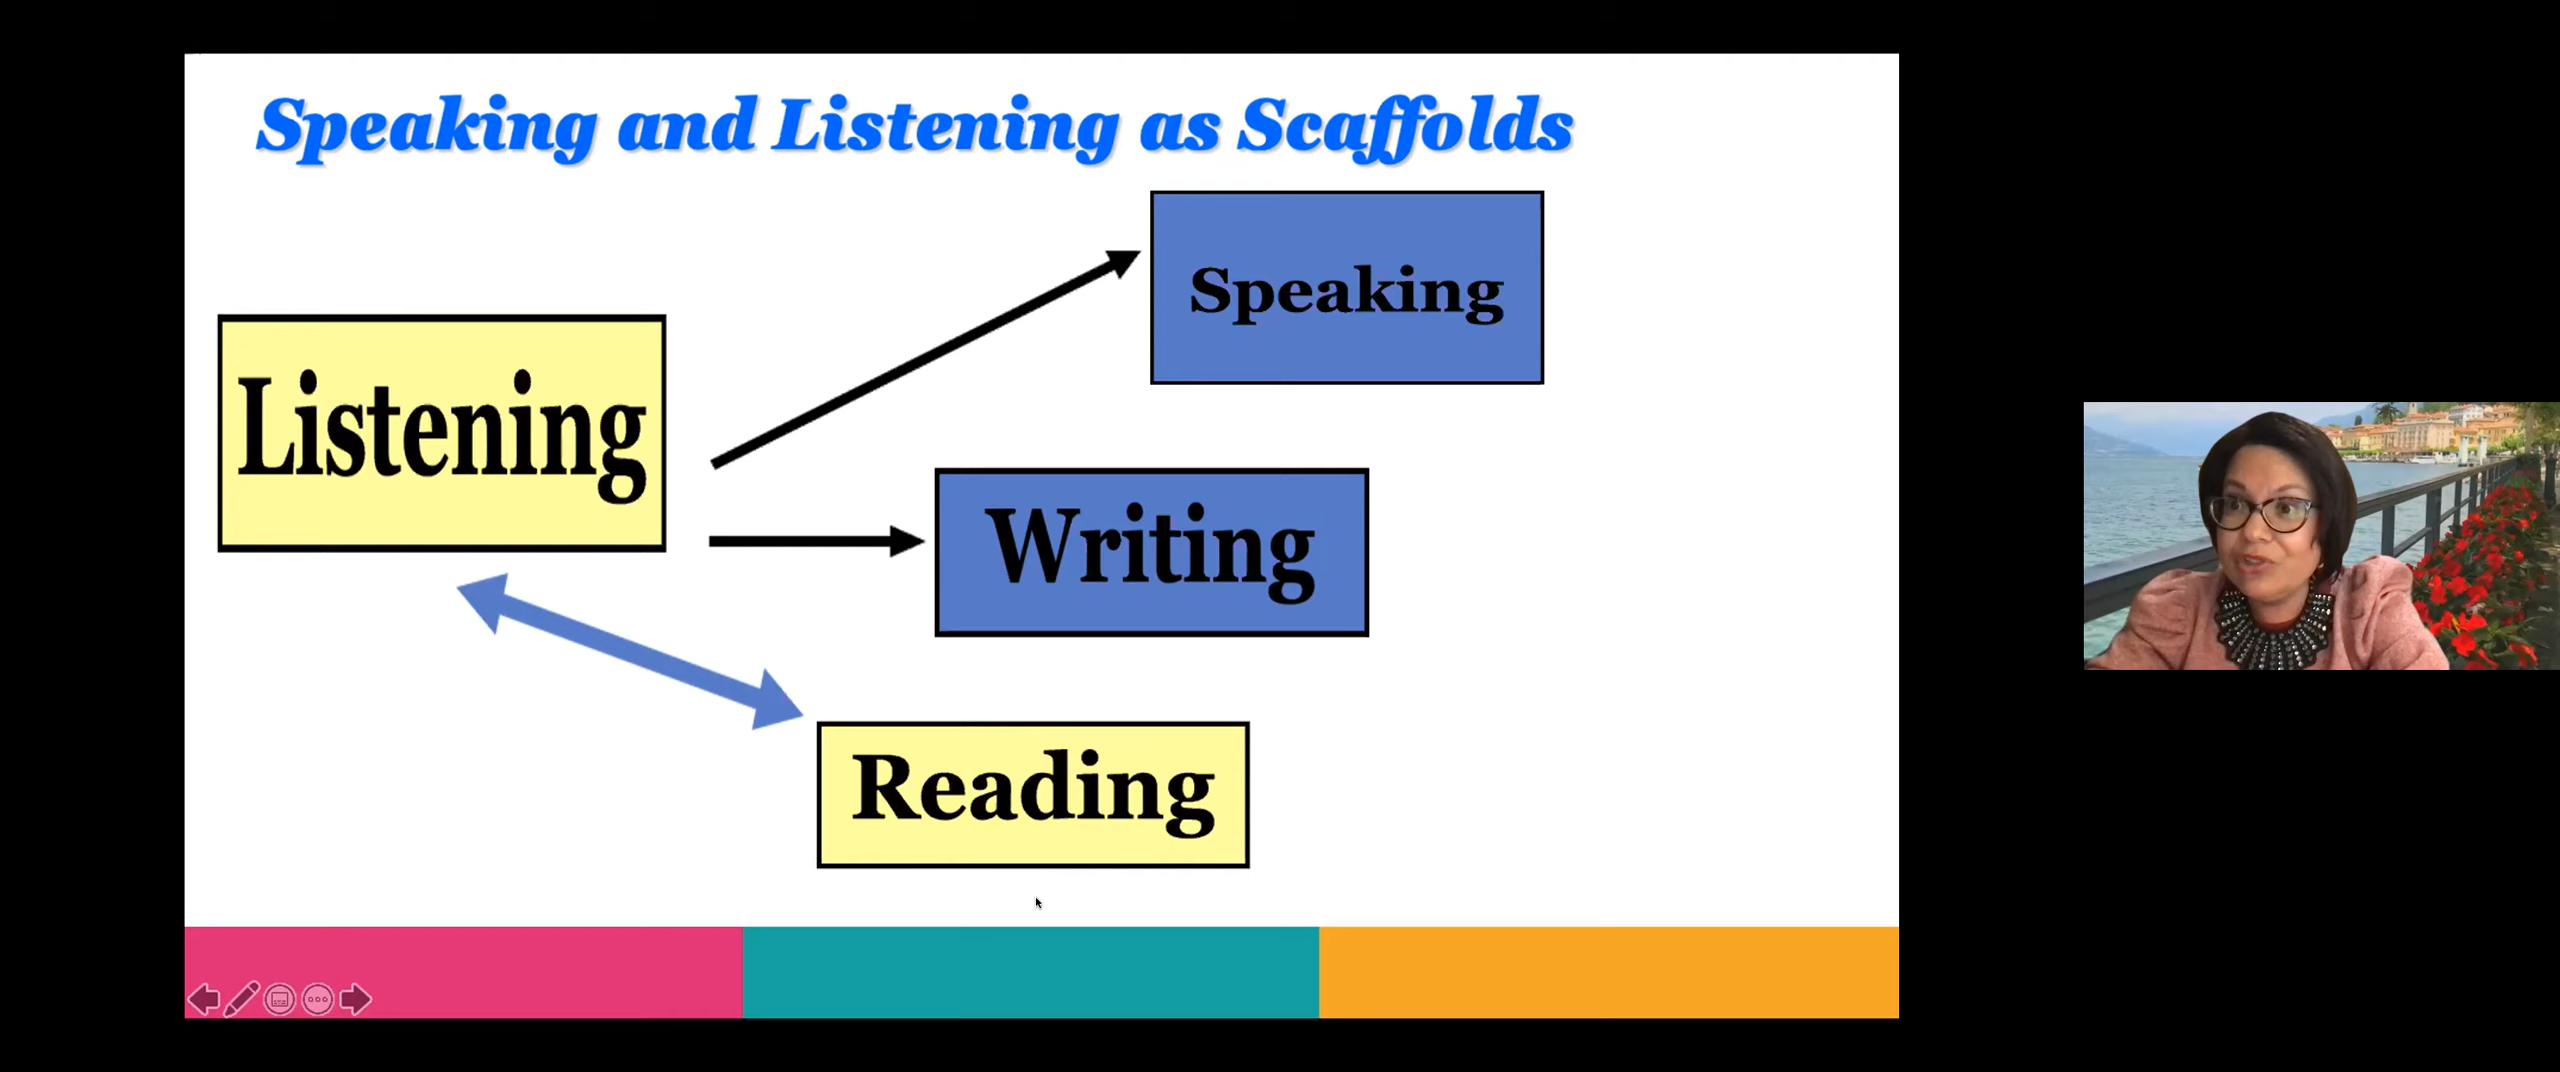 Speaking and Listening as Scaffolds
Speaking
Listening
Writing
Reading